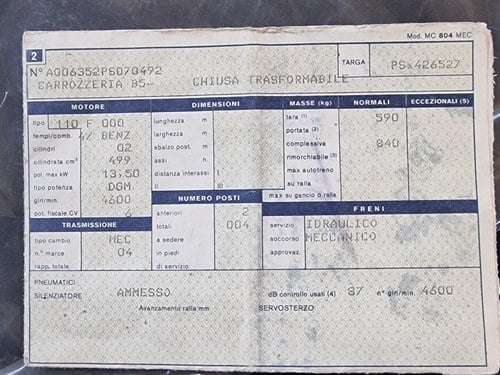 Mod. MC 804 MEC
2
N° A006352PS070492 TARGA PSx426527
CARROZZERIA B5- CHIUSA TRASFORMABILE
MOTORE DIMENSIONI MASSE (kg) NORMALI ECCEZIONALI (5)
tipo 110 F 000 lunghezza m tara (1) 590
tempi/comb. 4/ BENZ larghezza m portata (2)
cilindri 02 sbalzo post. m complessiva 840
cilindrata cm³ 499 assi n. rimorchiabile (3)
pot. max kW 13,50 distanza interassi I max autotreno
tipo potenza DGM II III su ralla
giri/min. 4600 NUMERO POSTI max su gancio o ralla
pot. fiscale CV 6 anteriori 2 FRENI
TRASMISSIONE totali 004 servizio IDRAULICO
tipo cambio MEC a sedere soccorso MECCANICO
n.° marce 04 in piedi approvaz.
rapp. totale di servizio
PNEUMATICI
SILENZIATORE AMMESSO dB controllo usati (4) 87 n° giri/min. 4600
Avanzamento ralla mm SERVOSTERZO